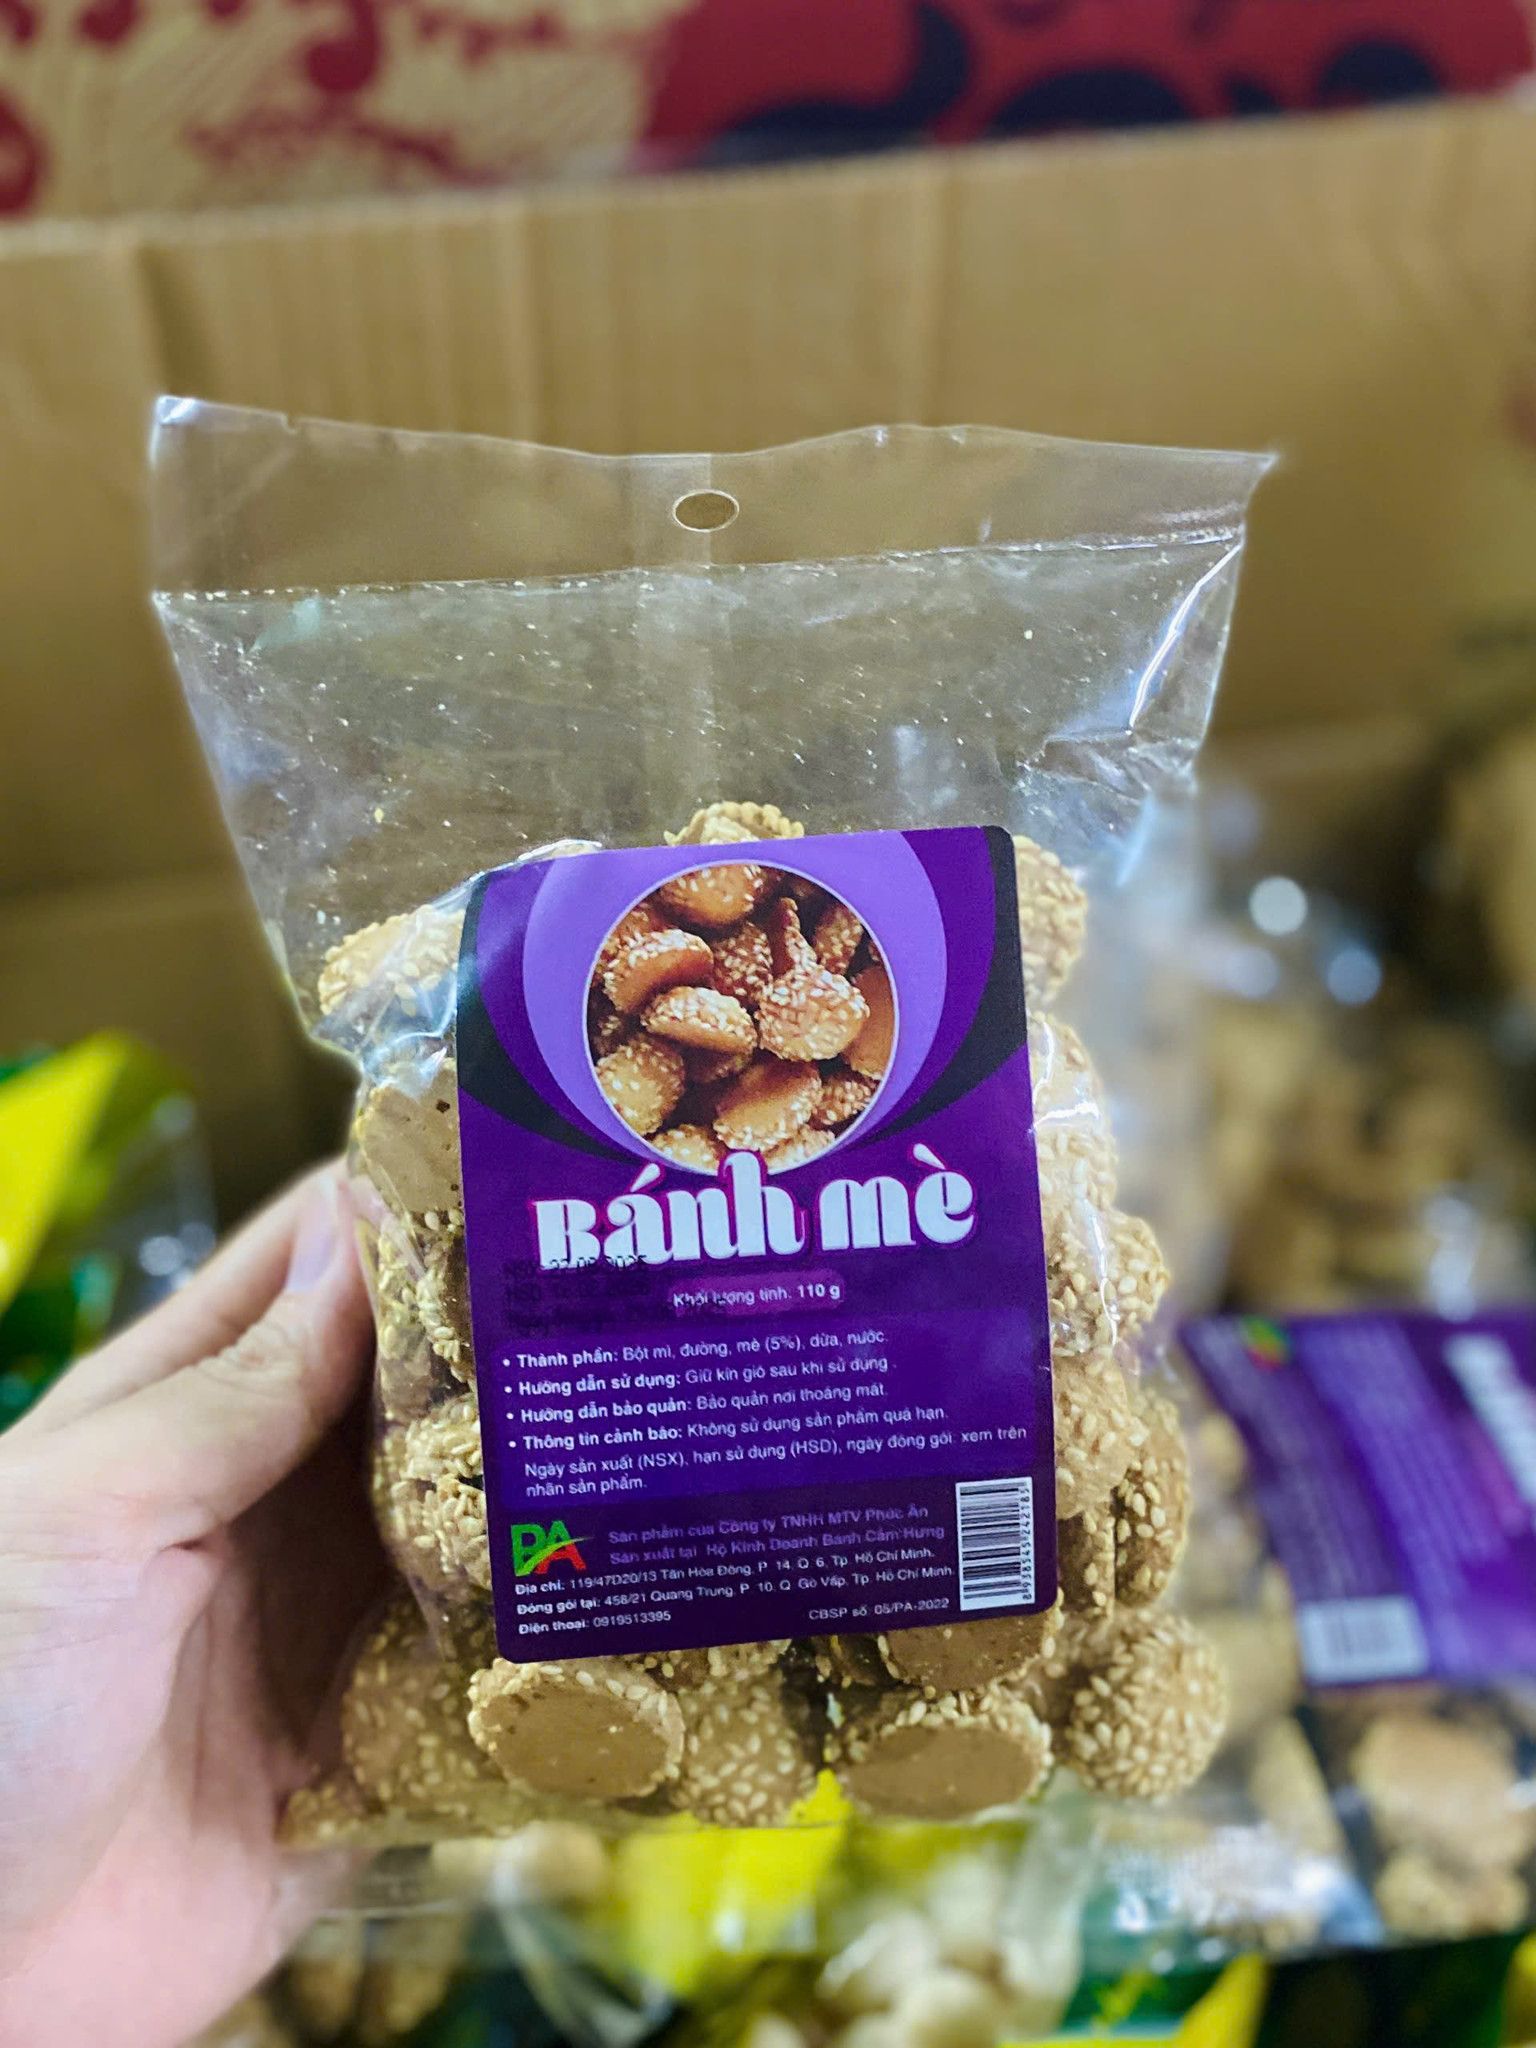 Bánh mè
Khối lượng tịnh: 110 g
• Thành phần: Bột mì, đường, mè (5%), dừa, nước.
• Hướng dẫn sử dụng: Giữ kín gió sau khi sử dụng.
• Hướng dẫn bảo quản: Bảo quản nơi thoáng mát.
• Thông tin cảnh báo: Không sử dụng sản phẩm quá hạn.
Ngày sản xuất (NSX), hạn sử dụng (HSD), ngày đóng gói: xem trên
nhãn sản phẩm.
PA
Sản phẩm của Công ty TNHH MTV Phúc Ân
Sản xuất tại: Hộ Kinh Doanh Bánh Cẩm Hưng
Địa chỉ: 119/47D20/13 Tân Hòa Đông, P. 14, Q. 6, Tp. Hồ Chí Minh.
Đóng gói tại: 458/21 Quang Trung, P. 10, Q. Gò Vấp, Tp. Hồ Chí Minh.
Điện thoại: 0919513395
CBSP số: 05/PA-2022
8938545242185